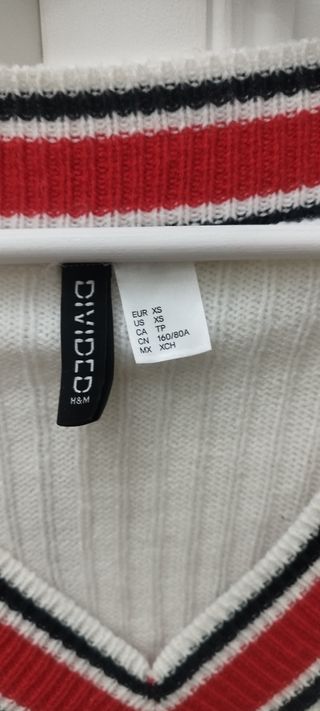 DIVIDED
H&M
EUR XS
US XS
CA TP
CN 160/80A
MX XCH